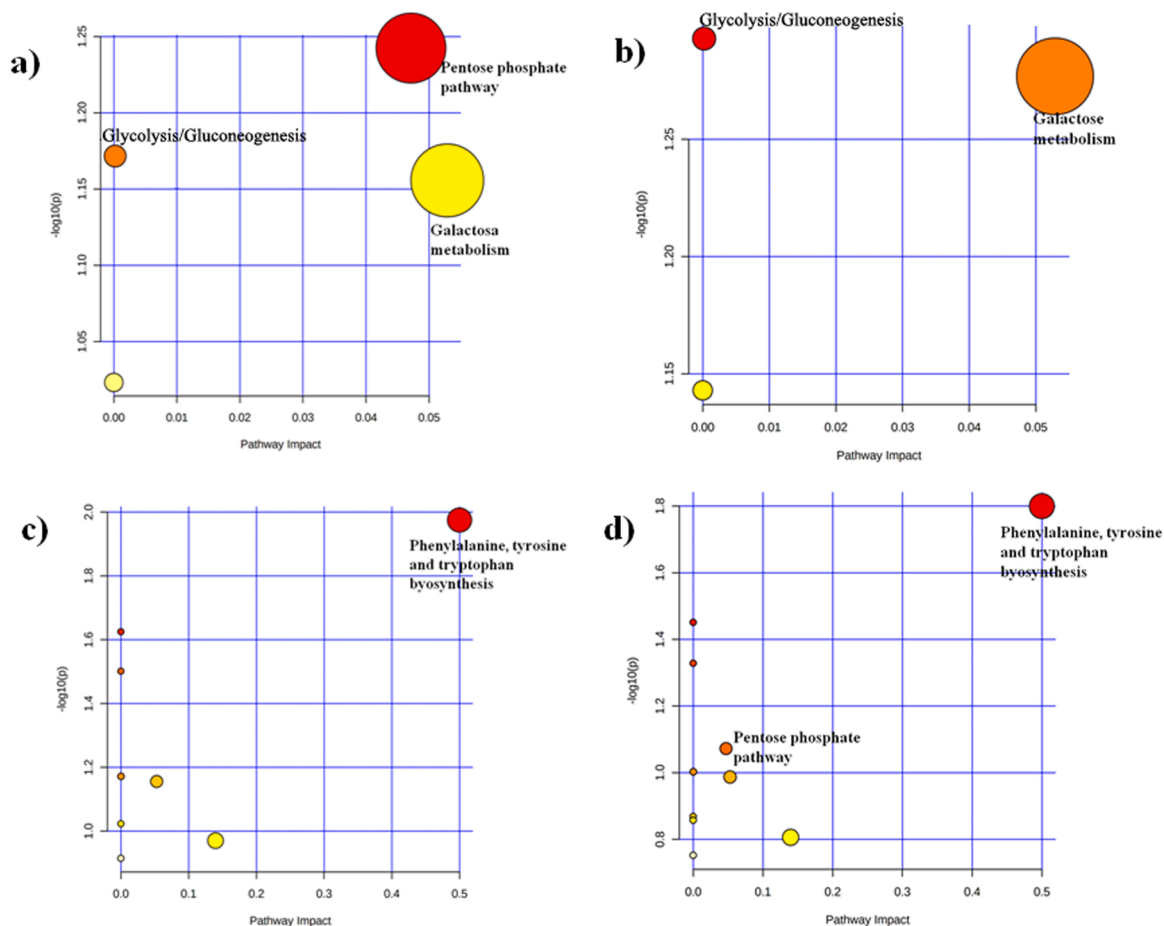 a)
1.25
1.20
1.15
1.10
1.05
-log10(p)
Pentose phosphate
pathway
Glycolysis/Gluconeogenesis
Galactosa
metabolism
0.00 0.01 0.02 0.03 0.04 0.05
Pathway Impact
b)
Glycolysis/Gluconeogenesis
1.25
1.20
1.15
-log10(p)
Galactose
metabolism
0.00 0.01 0.02 0.03 0.04 0.05
Pathway Impact
c)
2.0
1.8
1.6
1.4
1.2
1.0
-log10(p)
Phenylalanine, tyrosine
and tryptophan
byosynthesis
0.0 0.1 0.2 0.3 0.4 0.5
Pathway Impact
d)
1.8
1.6
1.4
1.2
1.0
0.8
-log10(p)
Phenylalanine, tyrosine
and tryptophan
byosynthesis
Pentose phosphate
pathway
0.0 0.1 0.2 0.3 0.4 0.5
Pathway Impact